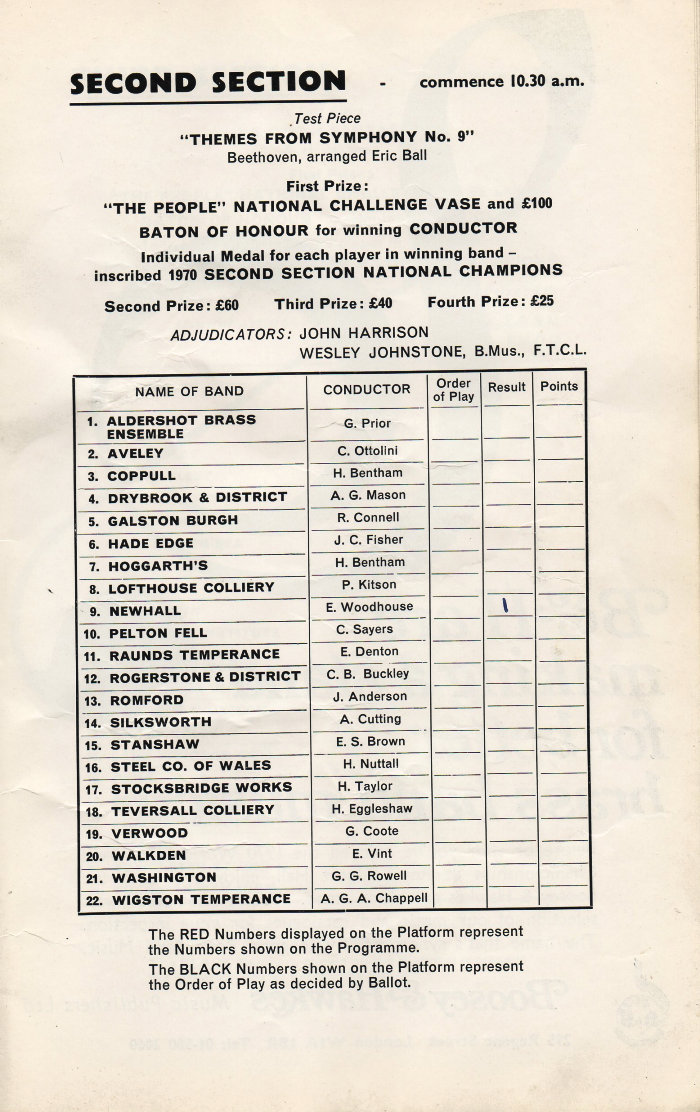 SECOND SECTION - commence 10.30 a.m.
Test Piece
"THEMES FROM SYMPHONY No. 9"
Beethoven, arranged Eric Ball
First Prize:
"THE PEOPLE" NATIONAL CHALLENGE VASE and £100
BATON OF HONOUR for winning CONDUCTOR
Individual Medal for each player in winning band –
inscribed 1970 SECOND SECTION NATIONAL CHAMPIONS
Second Prize: £60 Third Prize: £40 Fourth Prize: £25
ADJUDICATORS: JOHN HARRISON
WESLEY JOHNSTONE, B.Mus., F.T.C.L.
NAME OF BAND CONDUCTOR Order of Play Result Points
1. ALDERSHOT BRASS ENSEMBLE G. Prior
2. AVELEY C. Ottolini
3. COPPULL H. Bentham
4. DRYBROOK & DISTRICT A. G. Mason
5. GALSTON BURGH R. Connell
6. HADE EDGE J. C. Fisher
7. HOGGARTH'S H. Bentham
8. LOFTHOUSE COLLIERY P. Kitson
9. NEWHALL E. Woodhouse 1
10. PELTON FELL C. Sayers
11. RAUNDS TEMPERANCE E. Denton
12. ROGERSTONE & DISTRICT C. B. Buckley
13. ROMFORD J. Anderson
14. SILKSWORTH A. Cutting
15. STANSHAW E. S. Brown
16. STEEL CO. OF WALES H. Nuttall
17. STOCKSBRIDGE WORKS H. Taylor
18. TEVERSALL COLLIERY H. Eggleshaw
19. VERWOOD G. Coote
20. WALKDEN E. Vint
21. WASHINGTON G. G. Rowell
22. WIGSTON TEMPERANCE A. G. A. Chappell
The RED Numbers displayed on the Platform represent
the Numbers shown on the Programme.
The BLACK Numbers shown on the Platform represent
the Order of Play as decided by Ballot.